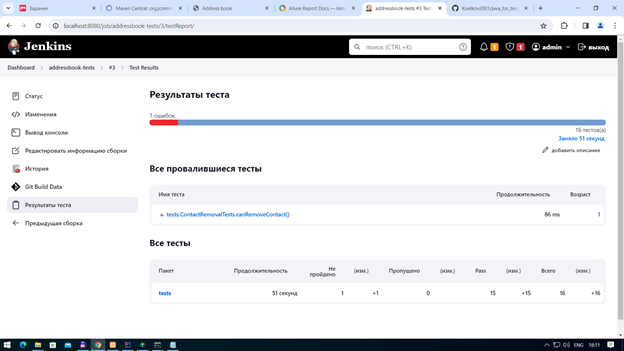 Задание
Maven Central: org.jcomm
Address book
Allure Report Docs — Inst
addressbook-tests #3 Test
Kiselkov2001/java_for_test
localhost:8080/job/addressbook-tests/3/testReport/
Jenkins
поиск (CTRL+K)
admin
выход
Dashboard
addressbook-tests
#3
Test Results
Статус
Изменения
Вывод консоли
Редактировать информацию сборки
История
Git Build Data
Результаты теста
Предыдущая сборка
Результаты теста
1 ошибок
16 тестов(а)
Заняло 51 секунд.
добавить описание
Все провалившиеся тесты
Имя теста Продолжительность Возраст
tests.ContactRemovalTests.canRemoveContact() 86 ms 1
Все тесты
Пакет Продолжительность Не пройдено (изм.) Пропущено (изм.) Pass (изм.) Всего (изм.)
tests 51 секунд 1 +1 0 15 +15 16 +16
ENG 18:11